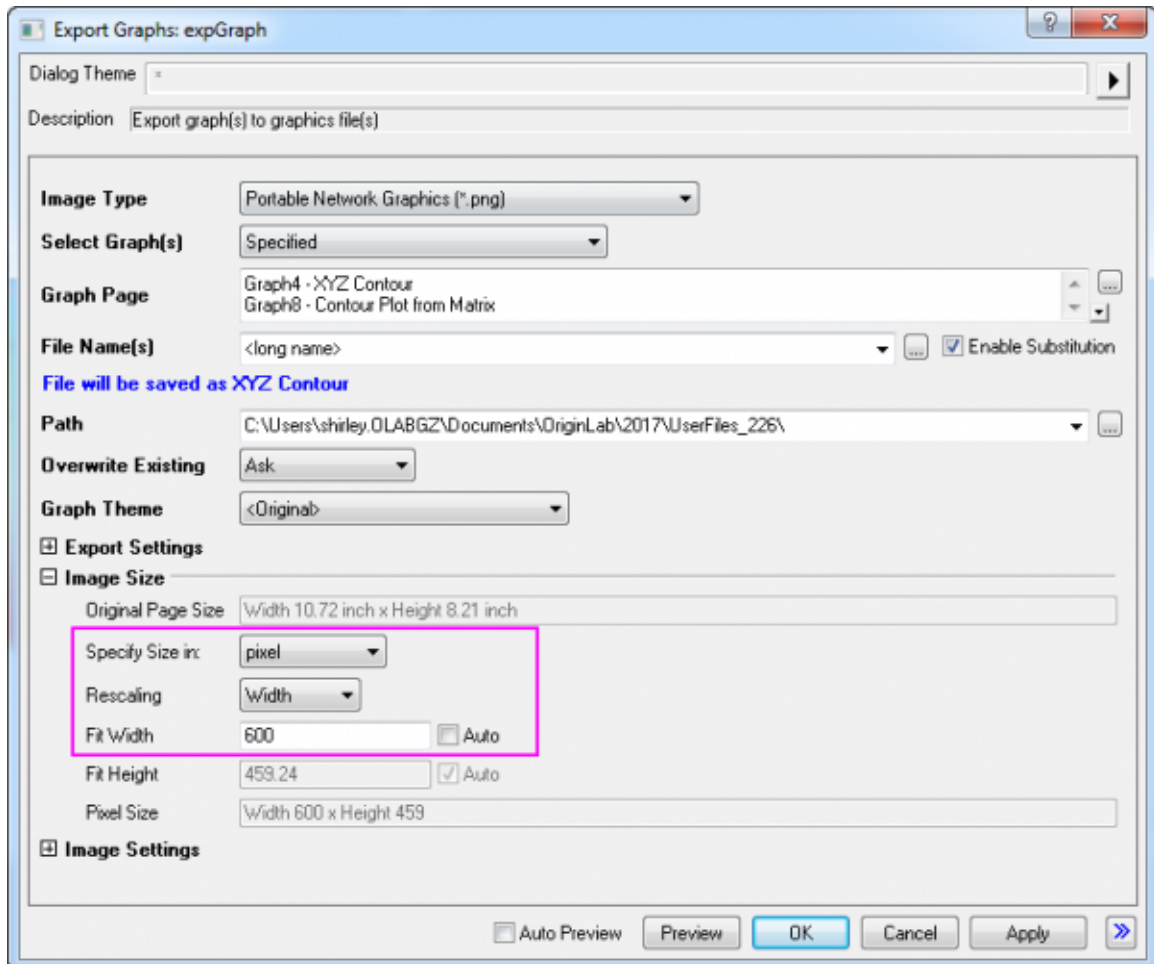 Export Graphs: expGraph
Dialog Theme *
Description Export graph(s) to graphics file(s)
Image Type Portable Network Graphics (*.png)
Select Graph(s) Specified
Graph Page Graph4 - XYZ Contour
Graph8 - Contour Plot from Matrix
File Name(s) <long name> ... Enable Substitution
File will be saved as XYZ Contour
Path C:\Users\shirley.OLABGZ\Documents\OriginLab\2017\UserFiles_226\ ...
Overwrite Existing Ask
Graph Theme <Original>
Export Settings
Image Size
Original Page Size Width 10.72 inch x Height 8.21 inch
Specify Size in: pixel
Rescaling Width
Fit Width 600 Auto
Fit Height 459.24 Auto
Pixel Size Width 600 x Height 459
Image Settings
Auto Preview Preview OK Cancel Apply